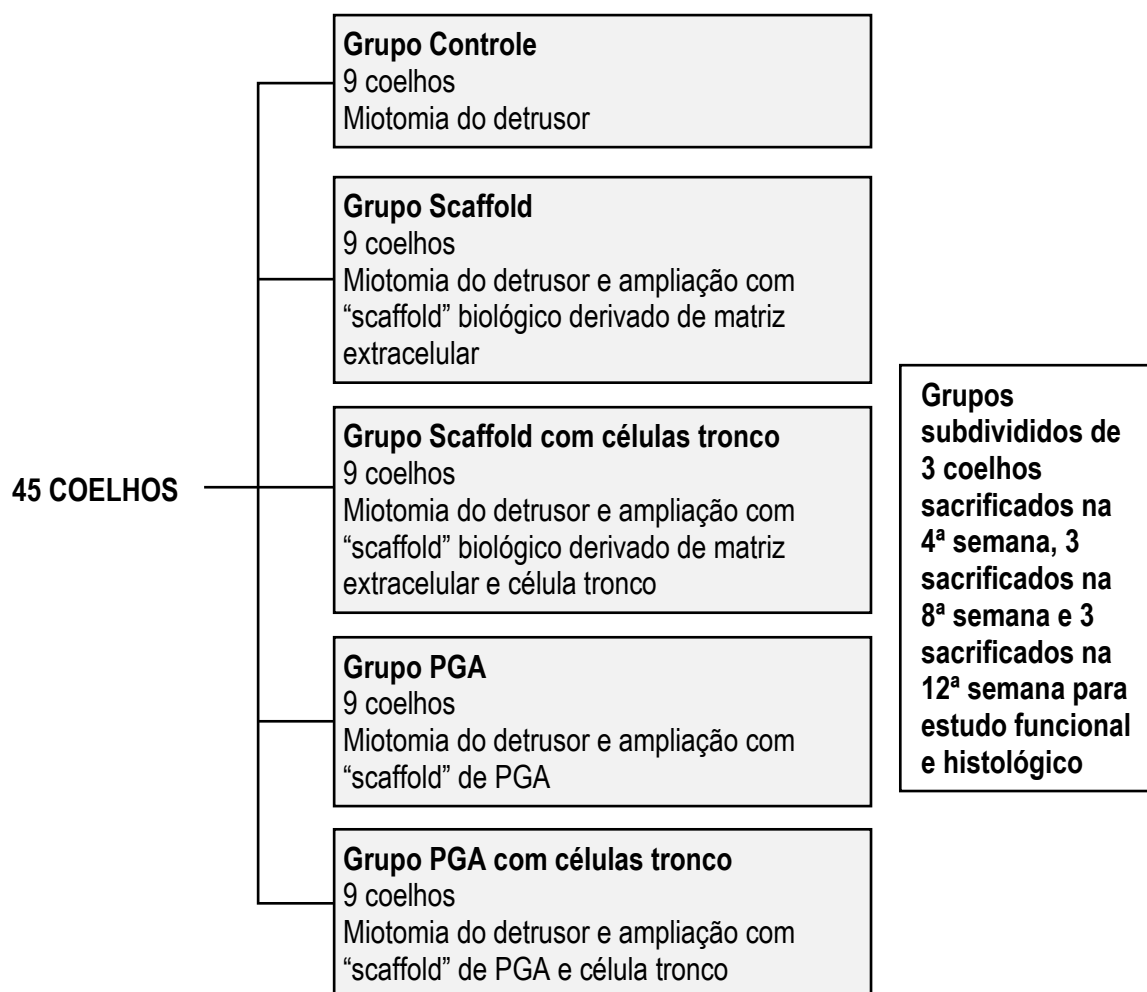 Grupo Controle
9 coelhos
Miotomia do detrusor
Grupo Scaffold
9 coelhos
Miotomia do detrusor e ampliação com
“scaffold” biológico derivado de matriz
extracelular
45 COELHOS
Grupo Scaffold com células tronco
9 coelhos
Miotomia do detrusor e ampliação com
“scaffold” biológico derivado de matriz
extracelular e célula tronco
Grupo PGA
9 coelhos
Miotomia do detrusor e ampliação com
“scaffold” de PGA
Grupo PGA com células tronco
9 coelhos
Miotomia do detrusor e ampliação com
“scaffold” de PGA e célula tronco
Grupos
subdivididos de
3 coelhos
sacrificados na
4ª semana, 3
sacrificados na
8ª semana e 3
sacrificados na
12ª semana para
estudo funcional
e histológico